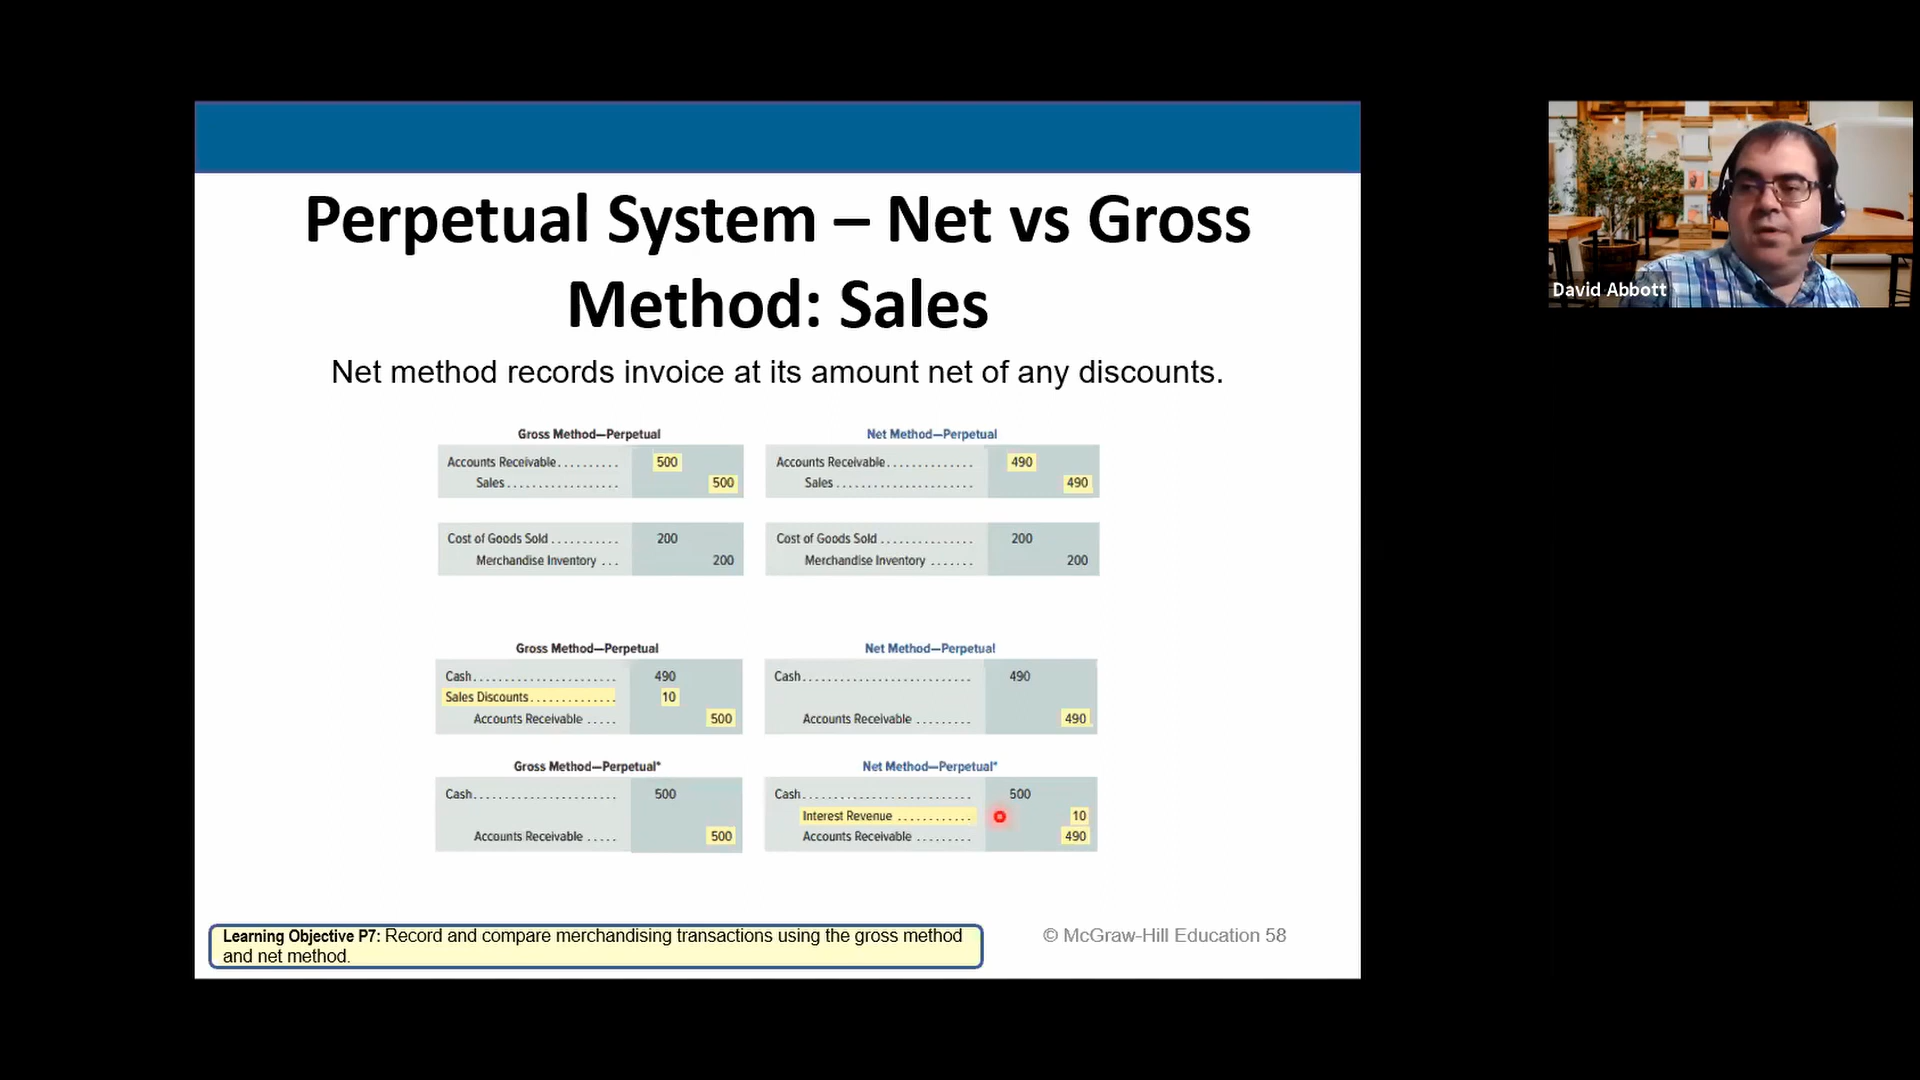 Perpetual System – Net vs Gross
Method: Sales
Net method records invoice at its amount net of any discounts.
Gross Method—Perpetual
Accounts Receivable.......... 500
Sales.................. 500
Cost of Goods Sold.......... 200
Merchandise Inventory ... 200
Net Method—Perpetual
Accounts Receivable............. 490
Sales..................... 490
Cost of Goods Sold.............. 200
Merchandise Inventory ....... 200
Gross Method—Perpetual
Cash...................... 490
Sales Discounts............. 10
Accounts Receivable ..... 500
Net Method—Perpetual
Cash......................... 490
Accounts Receivable ......... 490
Gross Method—Perpetual*
Cash...................... 500
Accounts Receivable ..... 500
Net Method—Perpetual*
Cash......................... 500
Interest Revenue ............ 10
Accounts Receivable ......... 490
Learning Objective P7: Record and compare merchandising transactions using the gross method
and net method.
© McGraw-Hill Education 58
David Abbott